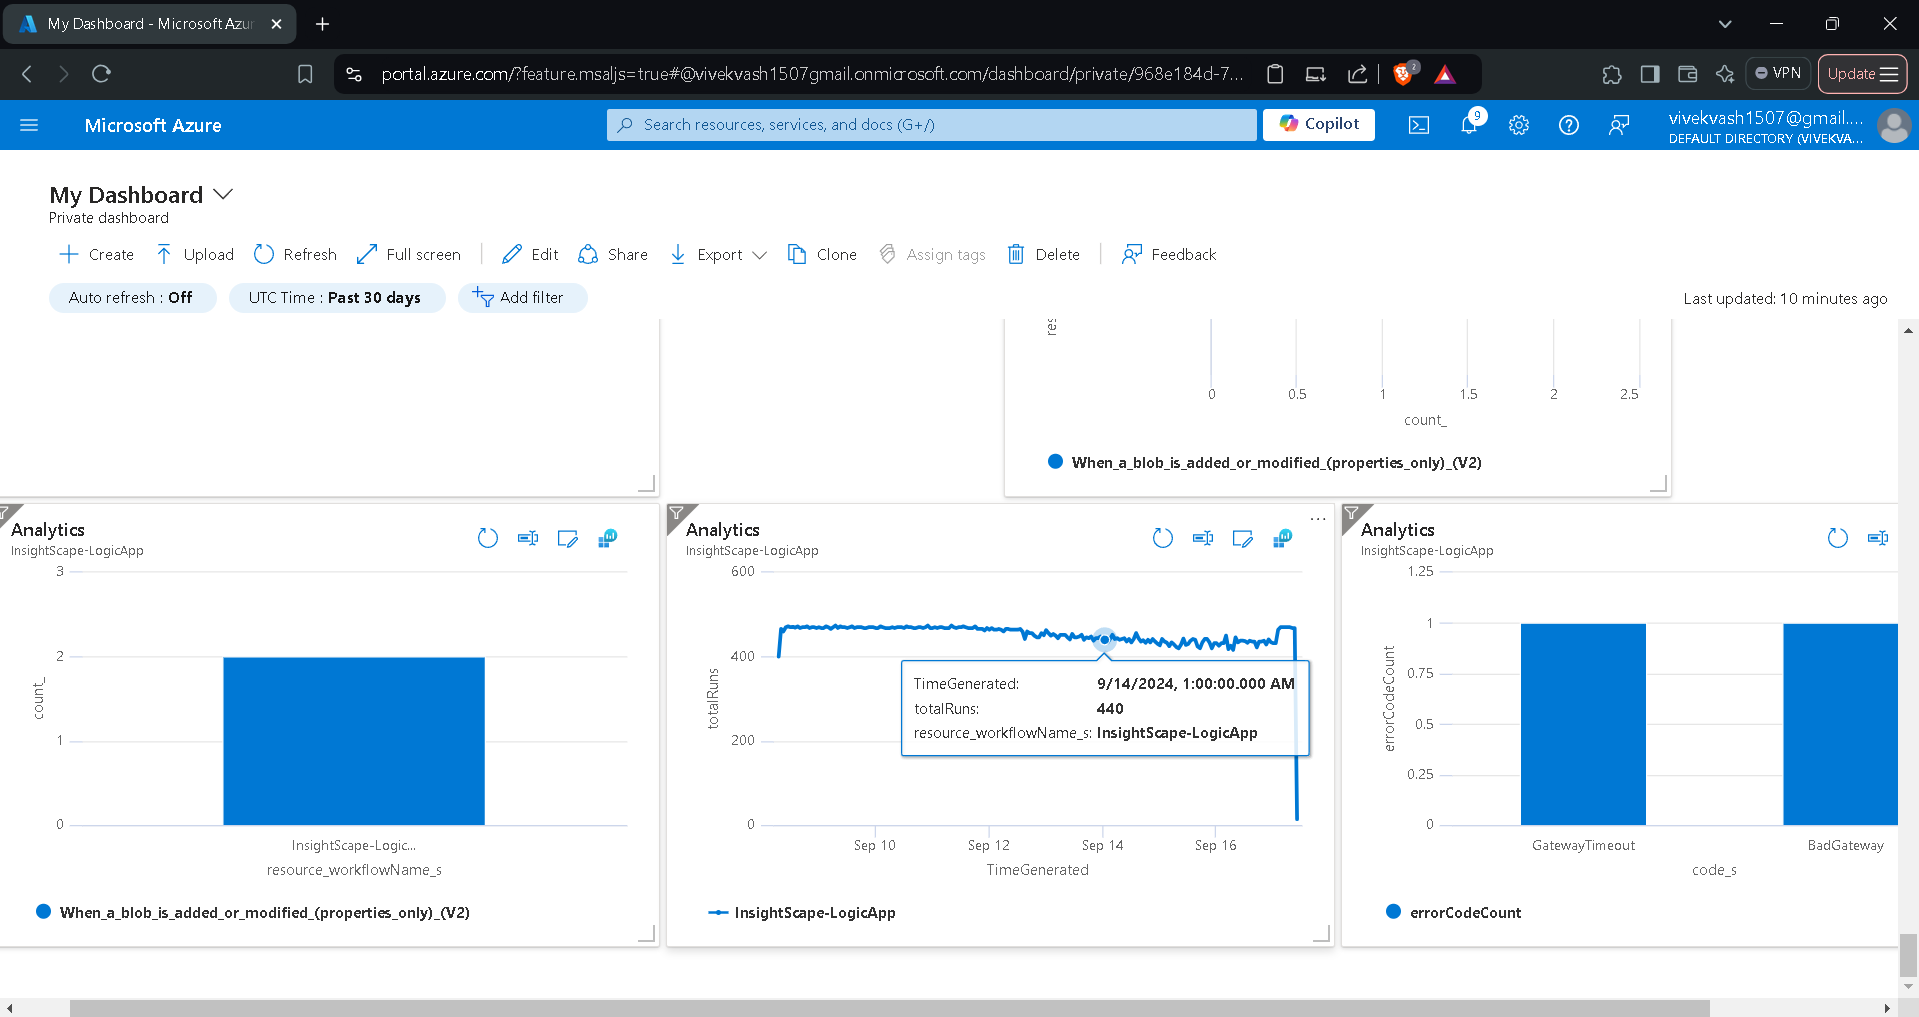 My Dashboard - Microsoft Azur
portal.azure.com/?feature.msaljs=true#@vivekvash1507gmail.onmicrosoft.com/dashboard/private/968e184d-7...
2
VPN
Update
Microsoft Azure
Search resources, services, and docs (G+/)
Copilot
9
vivekvash1507@gmail....
DEFAULT DIRECTORY (VIVEKVA...
My Dashboard
Private dashboard
Create
Upload
Refresh
Full screen
Edit
Share
Export
Clone
Assign tags
Delete
Feedback
Auto refresh : Off
UTC Time : Past 30 days
Add filter
Last updated: 10 minutes ago
res
0 0.5 1 1.5 2 2.5
count_
When_a_blob_is_added_or_modified_(properties_only)_(V2)
Analytics
InsightScape-LogicApp
3
2
1
0
count_
InsightScape-Logic...
resource_workflowName_s
When_a_blob_is_added_or_modified_(properties_only)_(V2)
Analytics
InsightScape-LogicApp
600
400
200
0
totalRuns
TimeGenerated: 9/14/2024, 1:00:00.000 AM
totalRuns: 440
resource_workflowName_s: InsightScape-LogicApp
Sep 10 Sep 12 Sep 14 Sep 16
TimeGenerated
InsightScape-LogicApp
Analytics
InsightScape-LogicApp
1.25
1
0.75
0.5
0.25
0
errorCodeCount
GatewayTimeout BadGateway
code_s
errorCodeCount